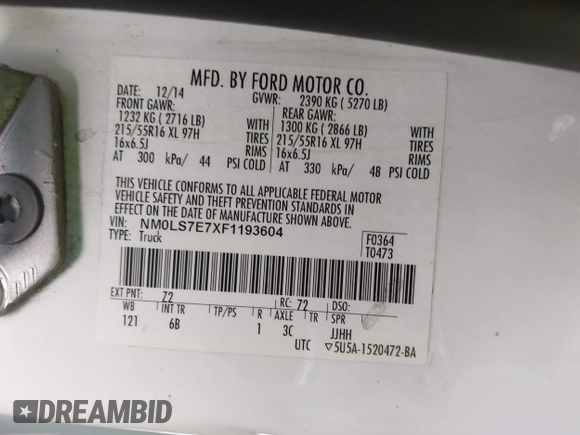 MFD. BY FORD MOTOR CO.
DATE: 12/14 GVWR: 2390 KG ( 5270 LB)
FRONT GAWR: REAR GAWR:
1232 KG ( 2716 LB) WITH 1300 KG ( 2866 LB) WITH
215/55R16 XL 97H TIRES 215/55R16 XL 97H TIRES
16x6.5J RIMS 16x6.5J RIMS
AT 300 kPa/ 44 PSI COLD AT 330 kPa/ 48 PSI COLD
THIS VEHICLE CONFORMS TO ALL APPLICABLE FEDERAL MOTOR
VEHICLE SAFETY AND THEFT PREVENTION STANDARDS IN
EFFECT ON THE DATE OF MANUFACTURE SHOWN ABOVE.
VIN: NM0LS7E7XF1193604 F0364
TYPE: Truck T0473
EXT PNT: Z2 RC: 72 DSO:
WB INT TR TP/PS R AXLE TR SPR
121 6B 1 3C JJHH
UTC ▽5U5A-1520472-BA
DREAMBID